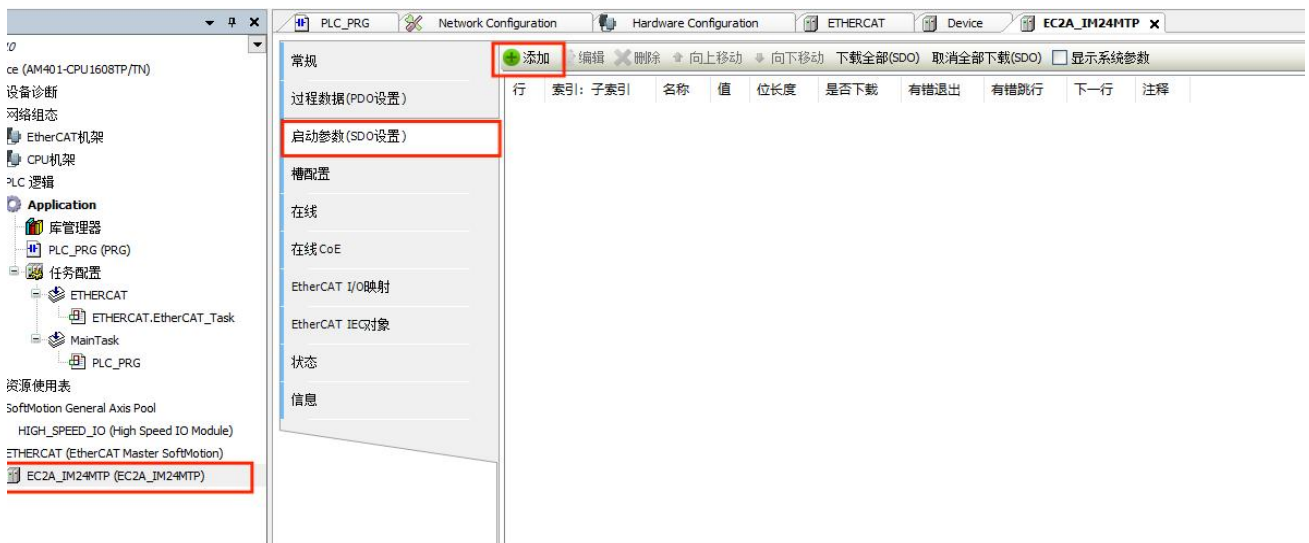 PLC_PRG Network Configuration Hardware Configuration ETHERCAT Device EC2A_IM24MTP
ce (AM401-CPU1608TP/TN)
设备诊断
网络组态
EtherCAT机架
CPU机架
PLC 逻辑
Application
库管理器
PLC_PRG (PRG)
任务配置
ETHERCAT
ETHERCAT.EtherCAT_Task
MainTask
PLC_PRG
资源使用表
SoftMotion General Axis Pool
HIGH_SPEED_IO (High Speed IO Module)
ETHERCAT (EtherCAT Master SoftMotion)
EC2A_IM24MTP (EC2A_IM24MTP)
常规
过程数据(PDO设置)
启动参数(SDO设置)
槽配置
在线
在线CoE
EtherCAT I/O映射
EtherCAT IEC对象
状态
信息
添加 编辑 删除 向上移动 向下移动 下载全部(SDO) 取消全部下载(SDO) 显示系统参数
行 索引: 子索引 名称 值 位长度 是否下载 有错退出 有错跳行 下一行 注释